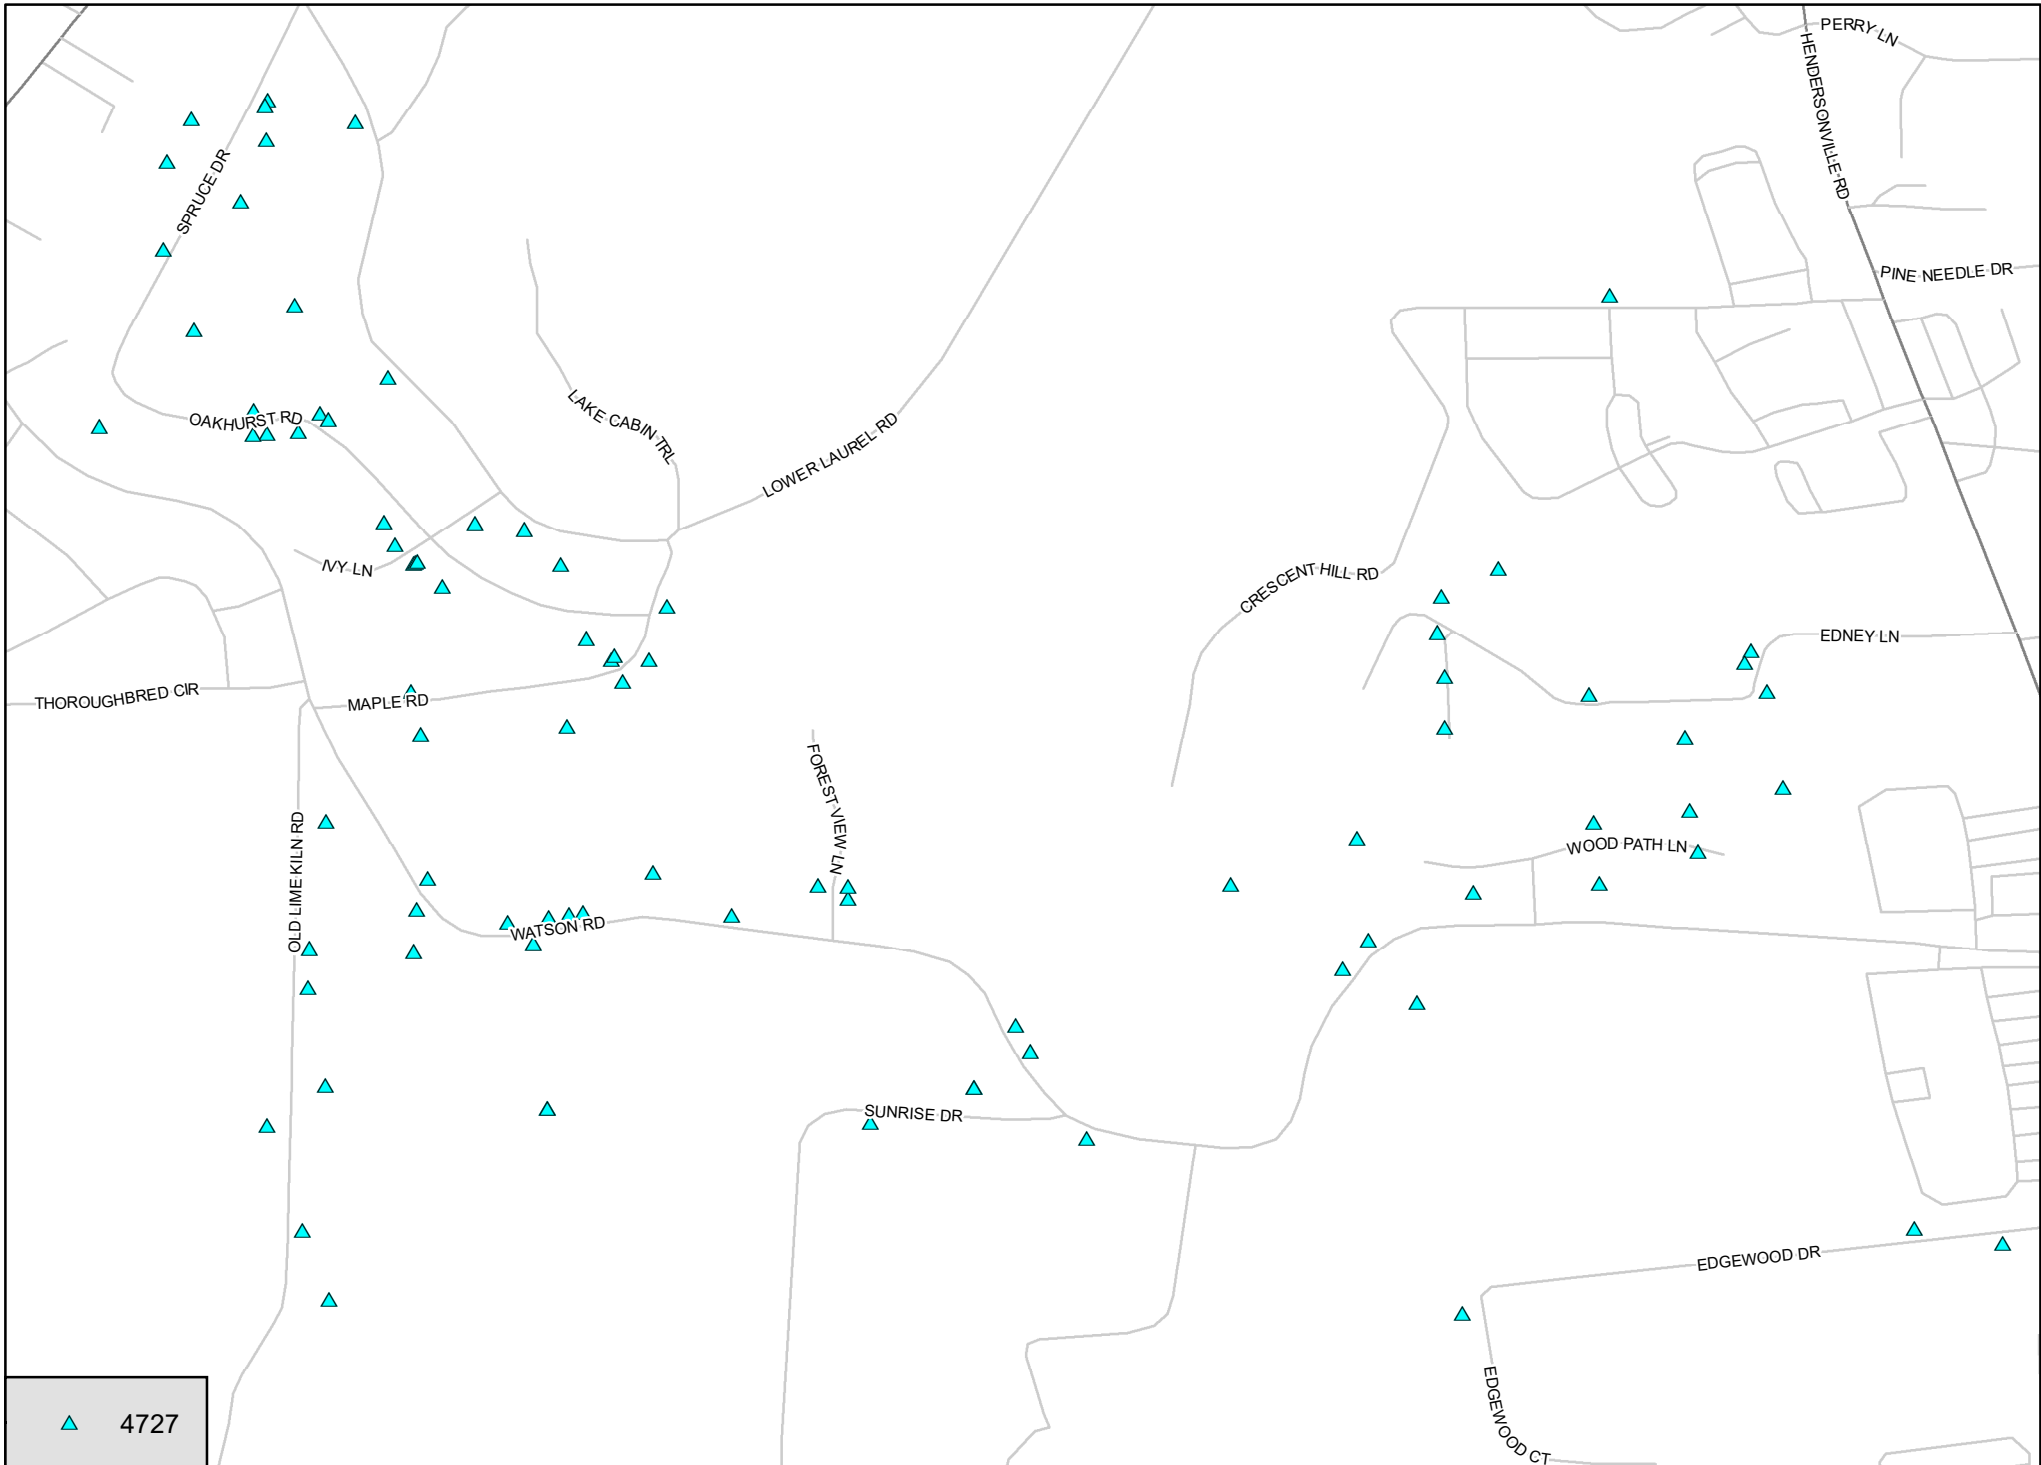 PERRY LN
HENDERSONVILLE RD
SPRUCE DR
PINE NEEDLE DR
OAKHURST RD
LAKE CABIN TRL
LOWER LAUREL RD
IVY LN
CRESCENT HILL RD
EDNEY LN
THOROUGHBRED CIR
MAPLE RD
FOREST VIEW LN
OLD LIME KILN RD
WOOD PATH LN
WATSON RD
SUNRISE DR
EDGEWOOD DR
EDGEWOOD CT
4727